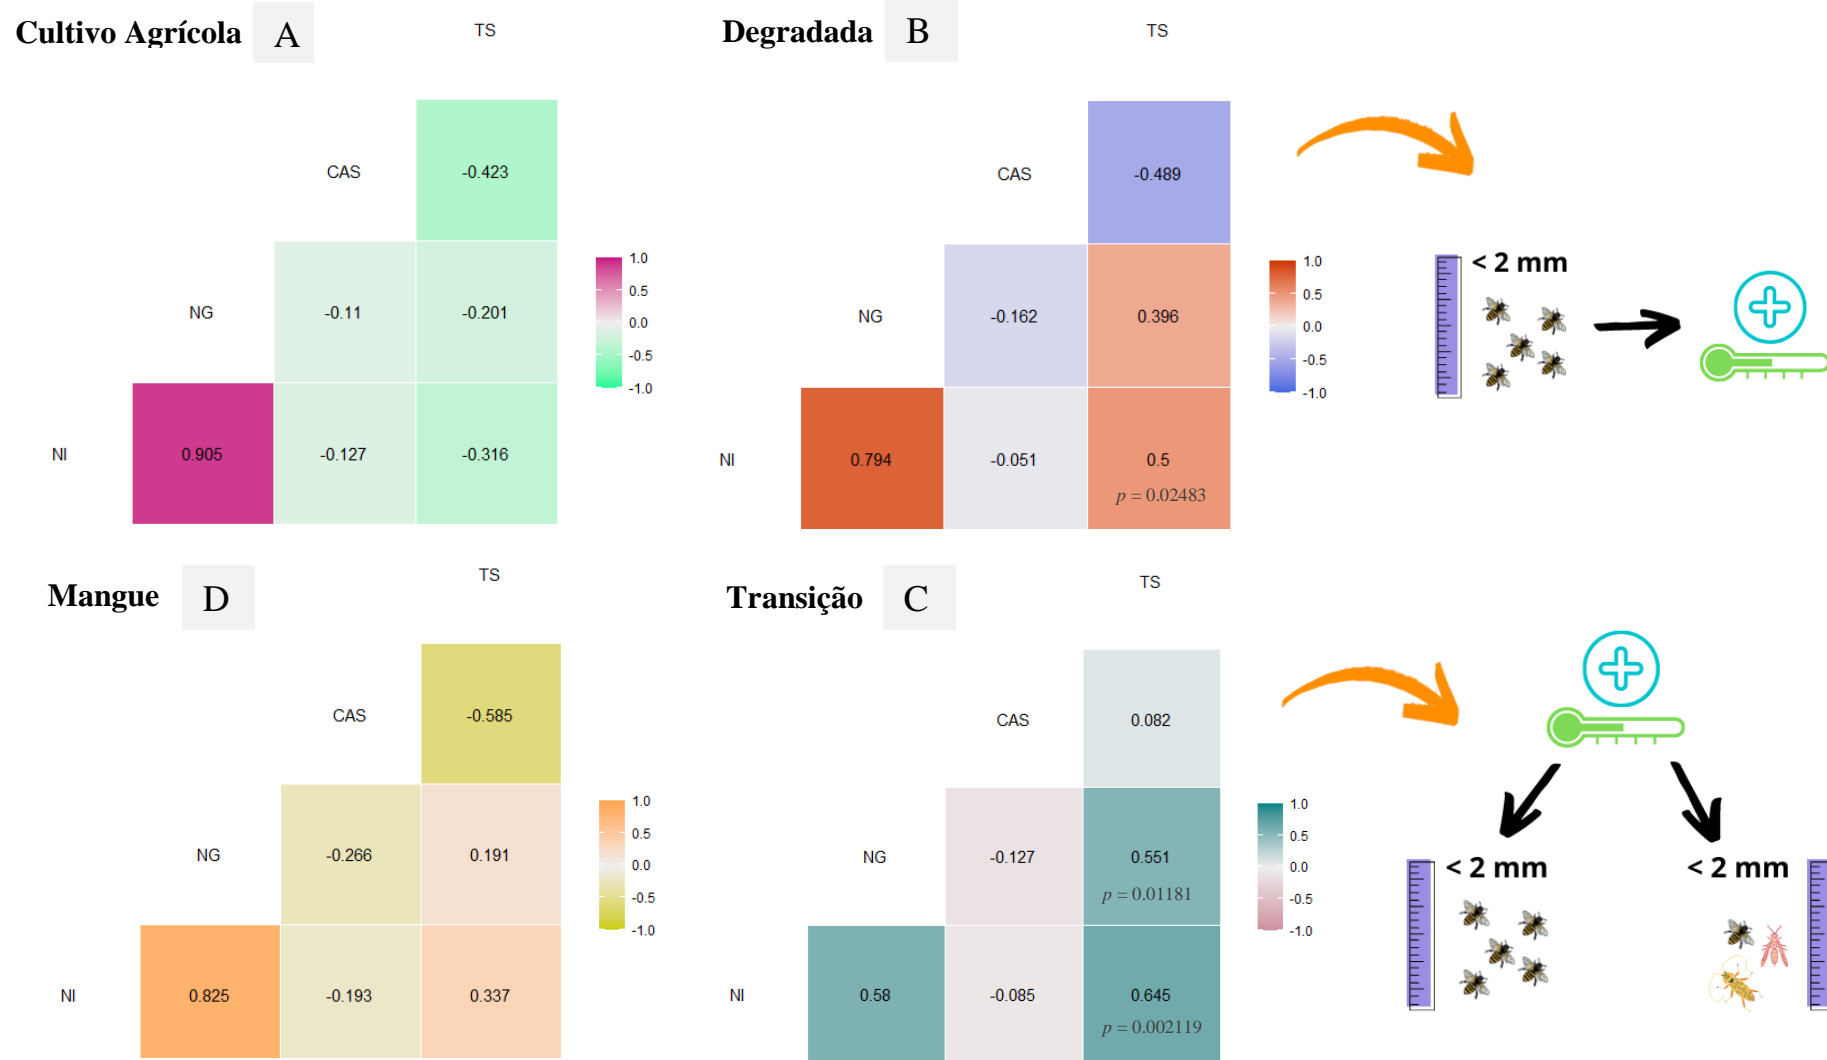 Cultivo Agrícola A
TS
CAS
-0.423
NG
-0.11
-0.201
NI
0.905
-0.127
-0.316
1.0
0.5
0.0
-0.5
-1.0
Degradada B
TS
CAS
-0.489
NG
-0.162
0.396
NI
0.794
-0.051
0.5
p = 0.02483
1.0
0.5
0.0
-0.5
-1.0
< 2 mm
Mangue D
TS
CAS
-0.585
NG
-0.266
0.191
NI
0.825
-0.193
0.337
1.0
0.5
0.0
-0.5
-1.0
Transição C
TS
CAS
0.082
NG
-0.127
0.551
p = 0.01181
NI
0.58
-0.085
0.645
p = 0.002119
1.0
0.5
0.0
-0.5
-1.0
< 2 mm
< 2 mm